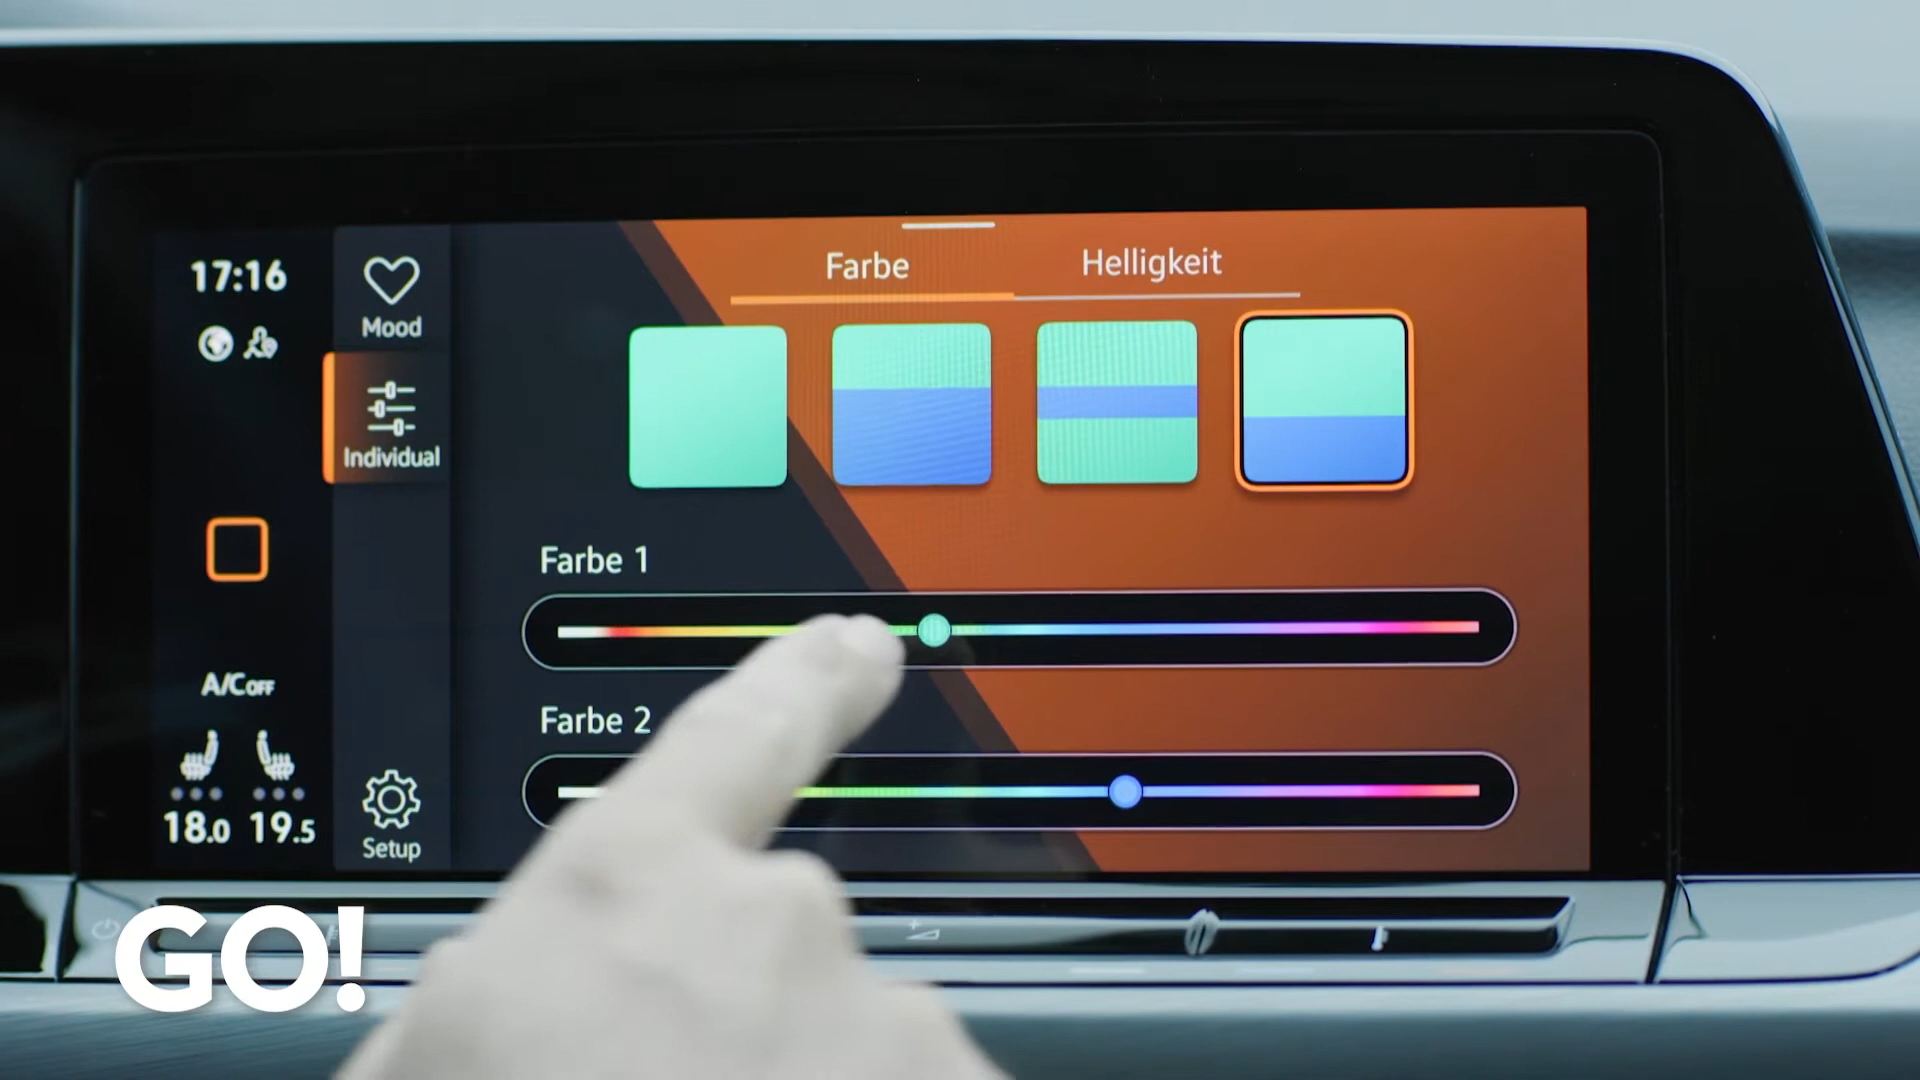 17:16
Mood
Individual
Farbe
Helligkeit
Farbe 1
Farbe 2
A/C OFF
18.0 19.5
Setup
GO!